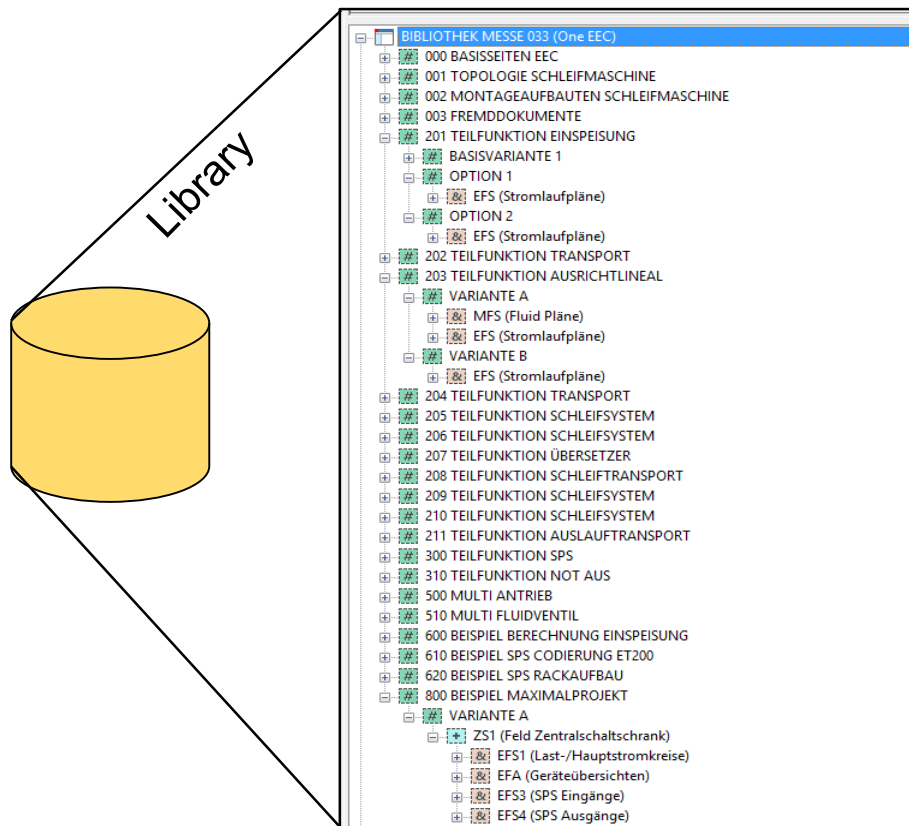 Library
BIBLIOTHEK MESSE 033 (One EEC)
# 000 BASISSEITEN EEC
# 001 TOPOLOGIE SCHLEIFMASCHINE
# 002 MONTAGEAUFBAUTEN SCHLEIFMASCHINE
# 003 FREMDDOKUMENTE
# 201 TEILFUNKTION EINSPEISUNG
# BASISVARIANTE 1
# OPTION 1
& EFS (Stromlaufpläne)
# OPTION 2
& EFS (Stromlaufpläne)
# 202 TEILFUNKTION TRANSPORT
# 203 TEILFUNKTION AUSRICHTLINEAL
# VARIANTE A
& MFS (Fluid Pläne)
& EFS (Stromlaufpläne)
# VARIANTE B
& EFS (Stromlaufpläne)
# 204 TEILFUNKTION TRANSPORT
# 205 TEILFUNKTION SCHLEIFSYSTEM
# 206 TEILFUNKTION SCHLEIFSYSTEM
# 207 TEILFUNKTION ÜBERSETZER
# 208 TEILFUNKTION SCHLEIFTRANSPORT
# 209 TEILFUNKTION SCHLEIFSYSTEM
# 210 TEILFUNKTION SCHLEIFSYSTEM
# 211 TEILFUNKTION AUSLAUFTRANSPORT
# 300 TEILFUNKTION SPS
# 310 TEILFUNKTION NOT AUS
# 500 MULTI ANTRIEB
# 510 MULTI FLUIDVENTIL
# 600 BEISPIEL BERECHNUNG EINSPEISUNG
# 610 BEISPIEL SPS CODIERUNG ET200
# 620 BEISPIEL SPS RACKAUFBAU
# 800 BEISPIEL MAXIMALPROJEKT
# VARIANTE A
+ ZS1 (Feld Zentralschaltschrank)
& EFS1 (Last-/Hauptstromkreise)
& EFA (Geräteübersichten)
& EFS3 (SPS Eingänge)
& EFS4 (SPS Ausgänge)